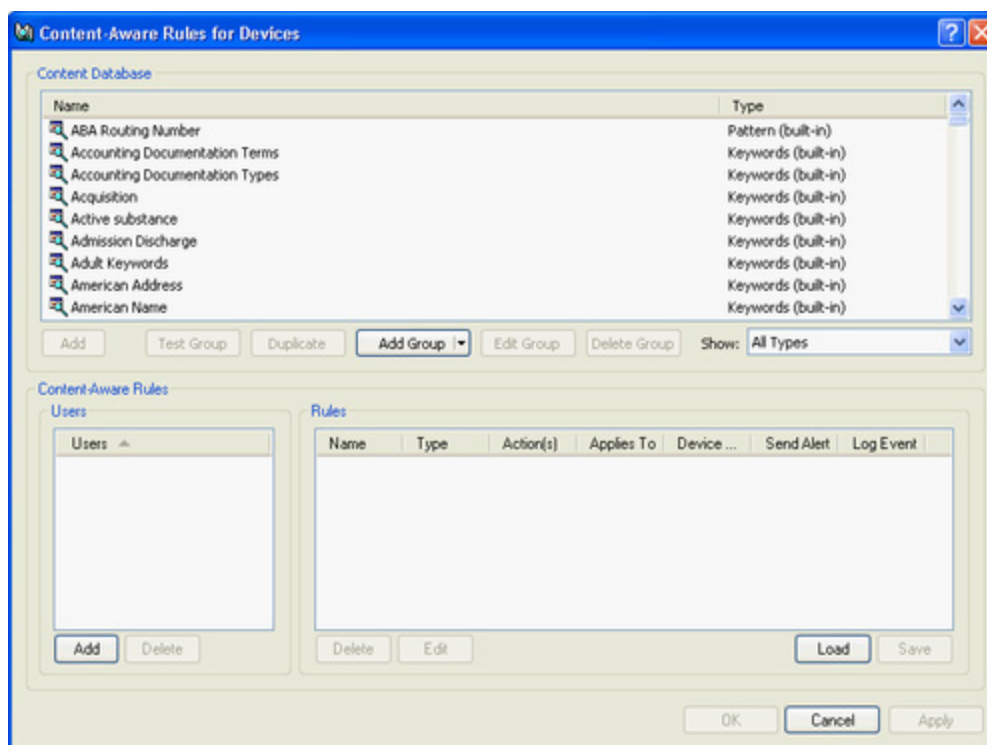 Content-Aware Rules for Devices
Content Database
Name Type
ABA Routing Number Pattern (built-in)
Accounting Documentation Terms Keywords (built-in)
Accounting Documentation Types Keywords (built-in)
Acquisition Keywords (built-in)
Active substance Keywords (built-in)
Admission Discharge Keywords (built-in)
Adult Keywords Keywords (built-in)
American Address Keywords (built-in)
American Name Keywords (built-in)
Add Test Group Duplicate Add Group Edit Group Delete Group Show: All Types
Content-Aware Rules
Users Rules
Users Name Type Action(s) Applies To Device ... Send Alert Log Event
Add Delete Delete Edit Load Save
OK Cancel Apply